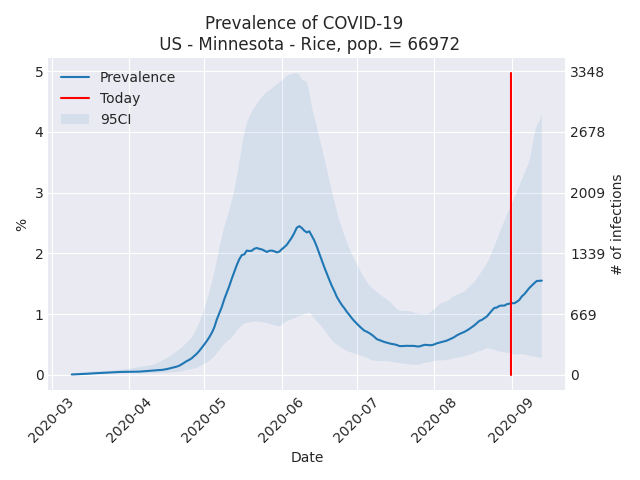 Prevalence of COVID-19
US - Minnesota - Rice, pop. = 66972
Prevalence
Today
95CI
5
4
3
2
1
0
%
3348
2678
2009
1339
669
0
# of infections
2020-03
2020-04
2020-05
2020-06
2020-07
2020-08
2020-09
Date